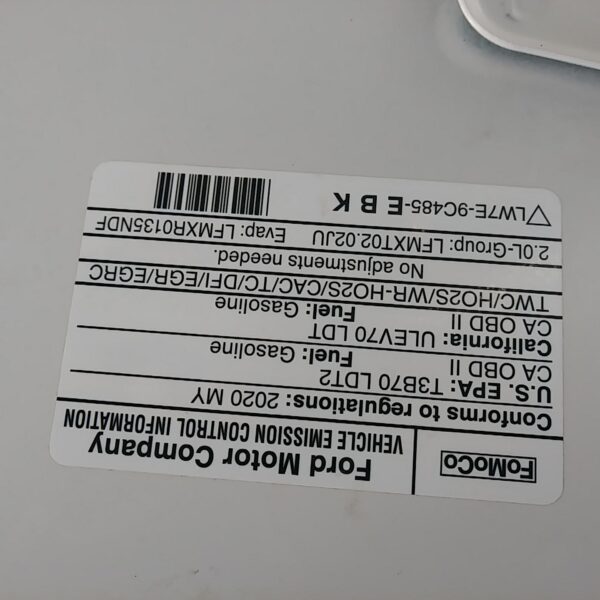 FoMoCo
Ford Motor Company
VEHICLE EMISSION CONTROL INFORMATION
Conforms to regulations: 2020 MY
U.S. EPA: T3B70 LDT2
CA OBD II Fuel: Gasoline
California: ULEV70 LDT
CA OBD II Fuel: Gasoline
TWC/HO2S/WR-HO2S/CAC/TC/DFI/EGR/EGRC
No adjustments needed.
2.0L-Group: LFMXT02.02JU Evap: LFMXR0135NDF
LW7E-9C485-E B K